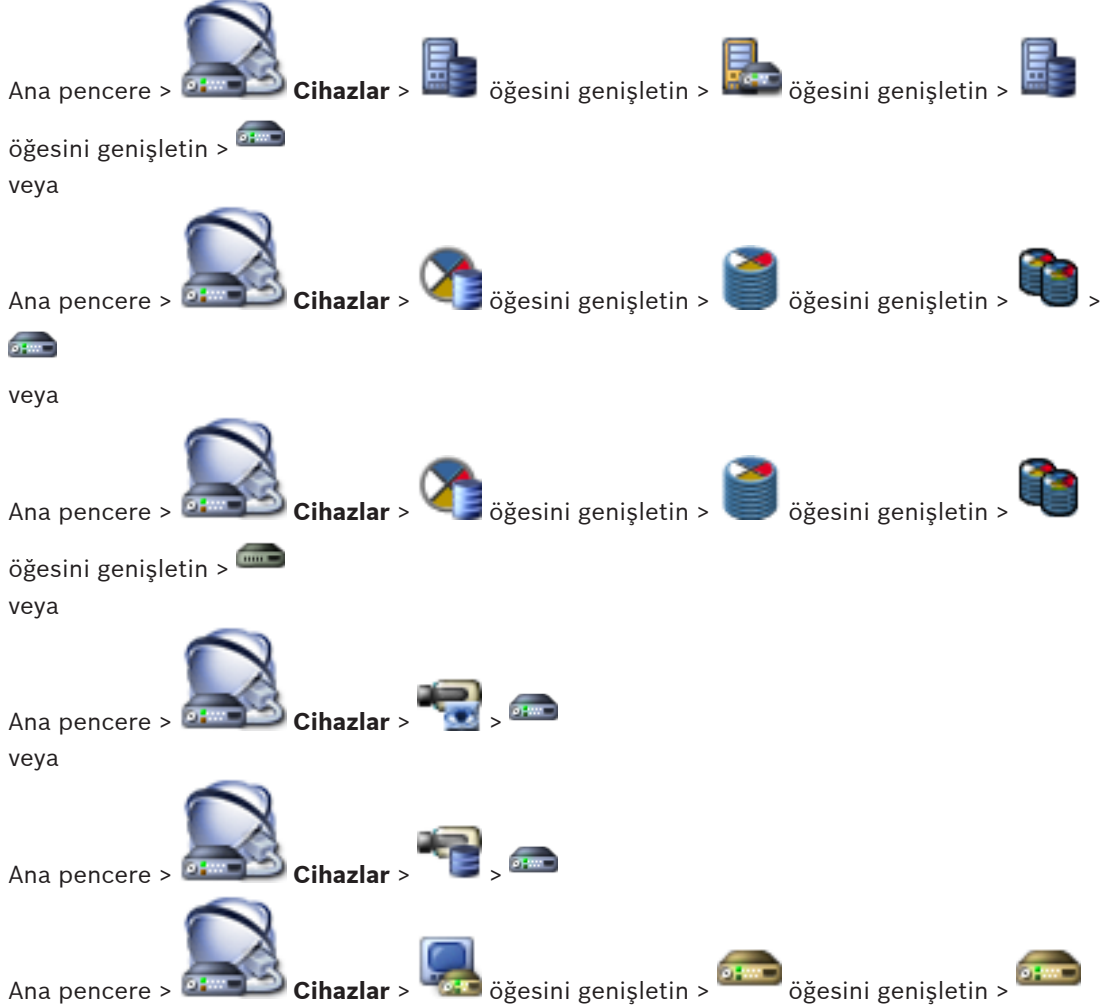 Ana pencere > Cihazlar > öğesini genişletin > öğesini genişletin >
öğesini genişletin >
veya
Ana pencere > Cihazlar > öğesini genişletin > öğesini genişletin > >
veya
Ana pencere > Cihazlar > öğesini genişletin > öğesini genişletin >
öğesini genişletin >
veya
Ana pencere > Cihazlar > >
veya
Ana pencere > Cihazlar > >
Ana pencere > Cihazlar > öğesini genişletin > öğesini genişletin >